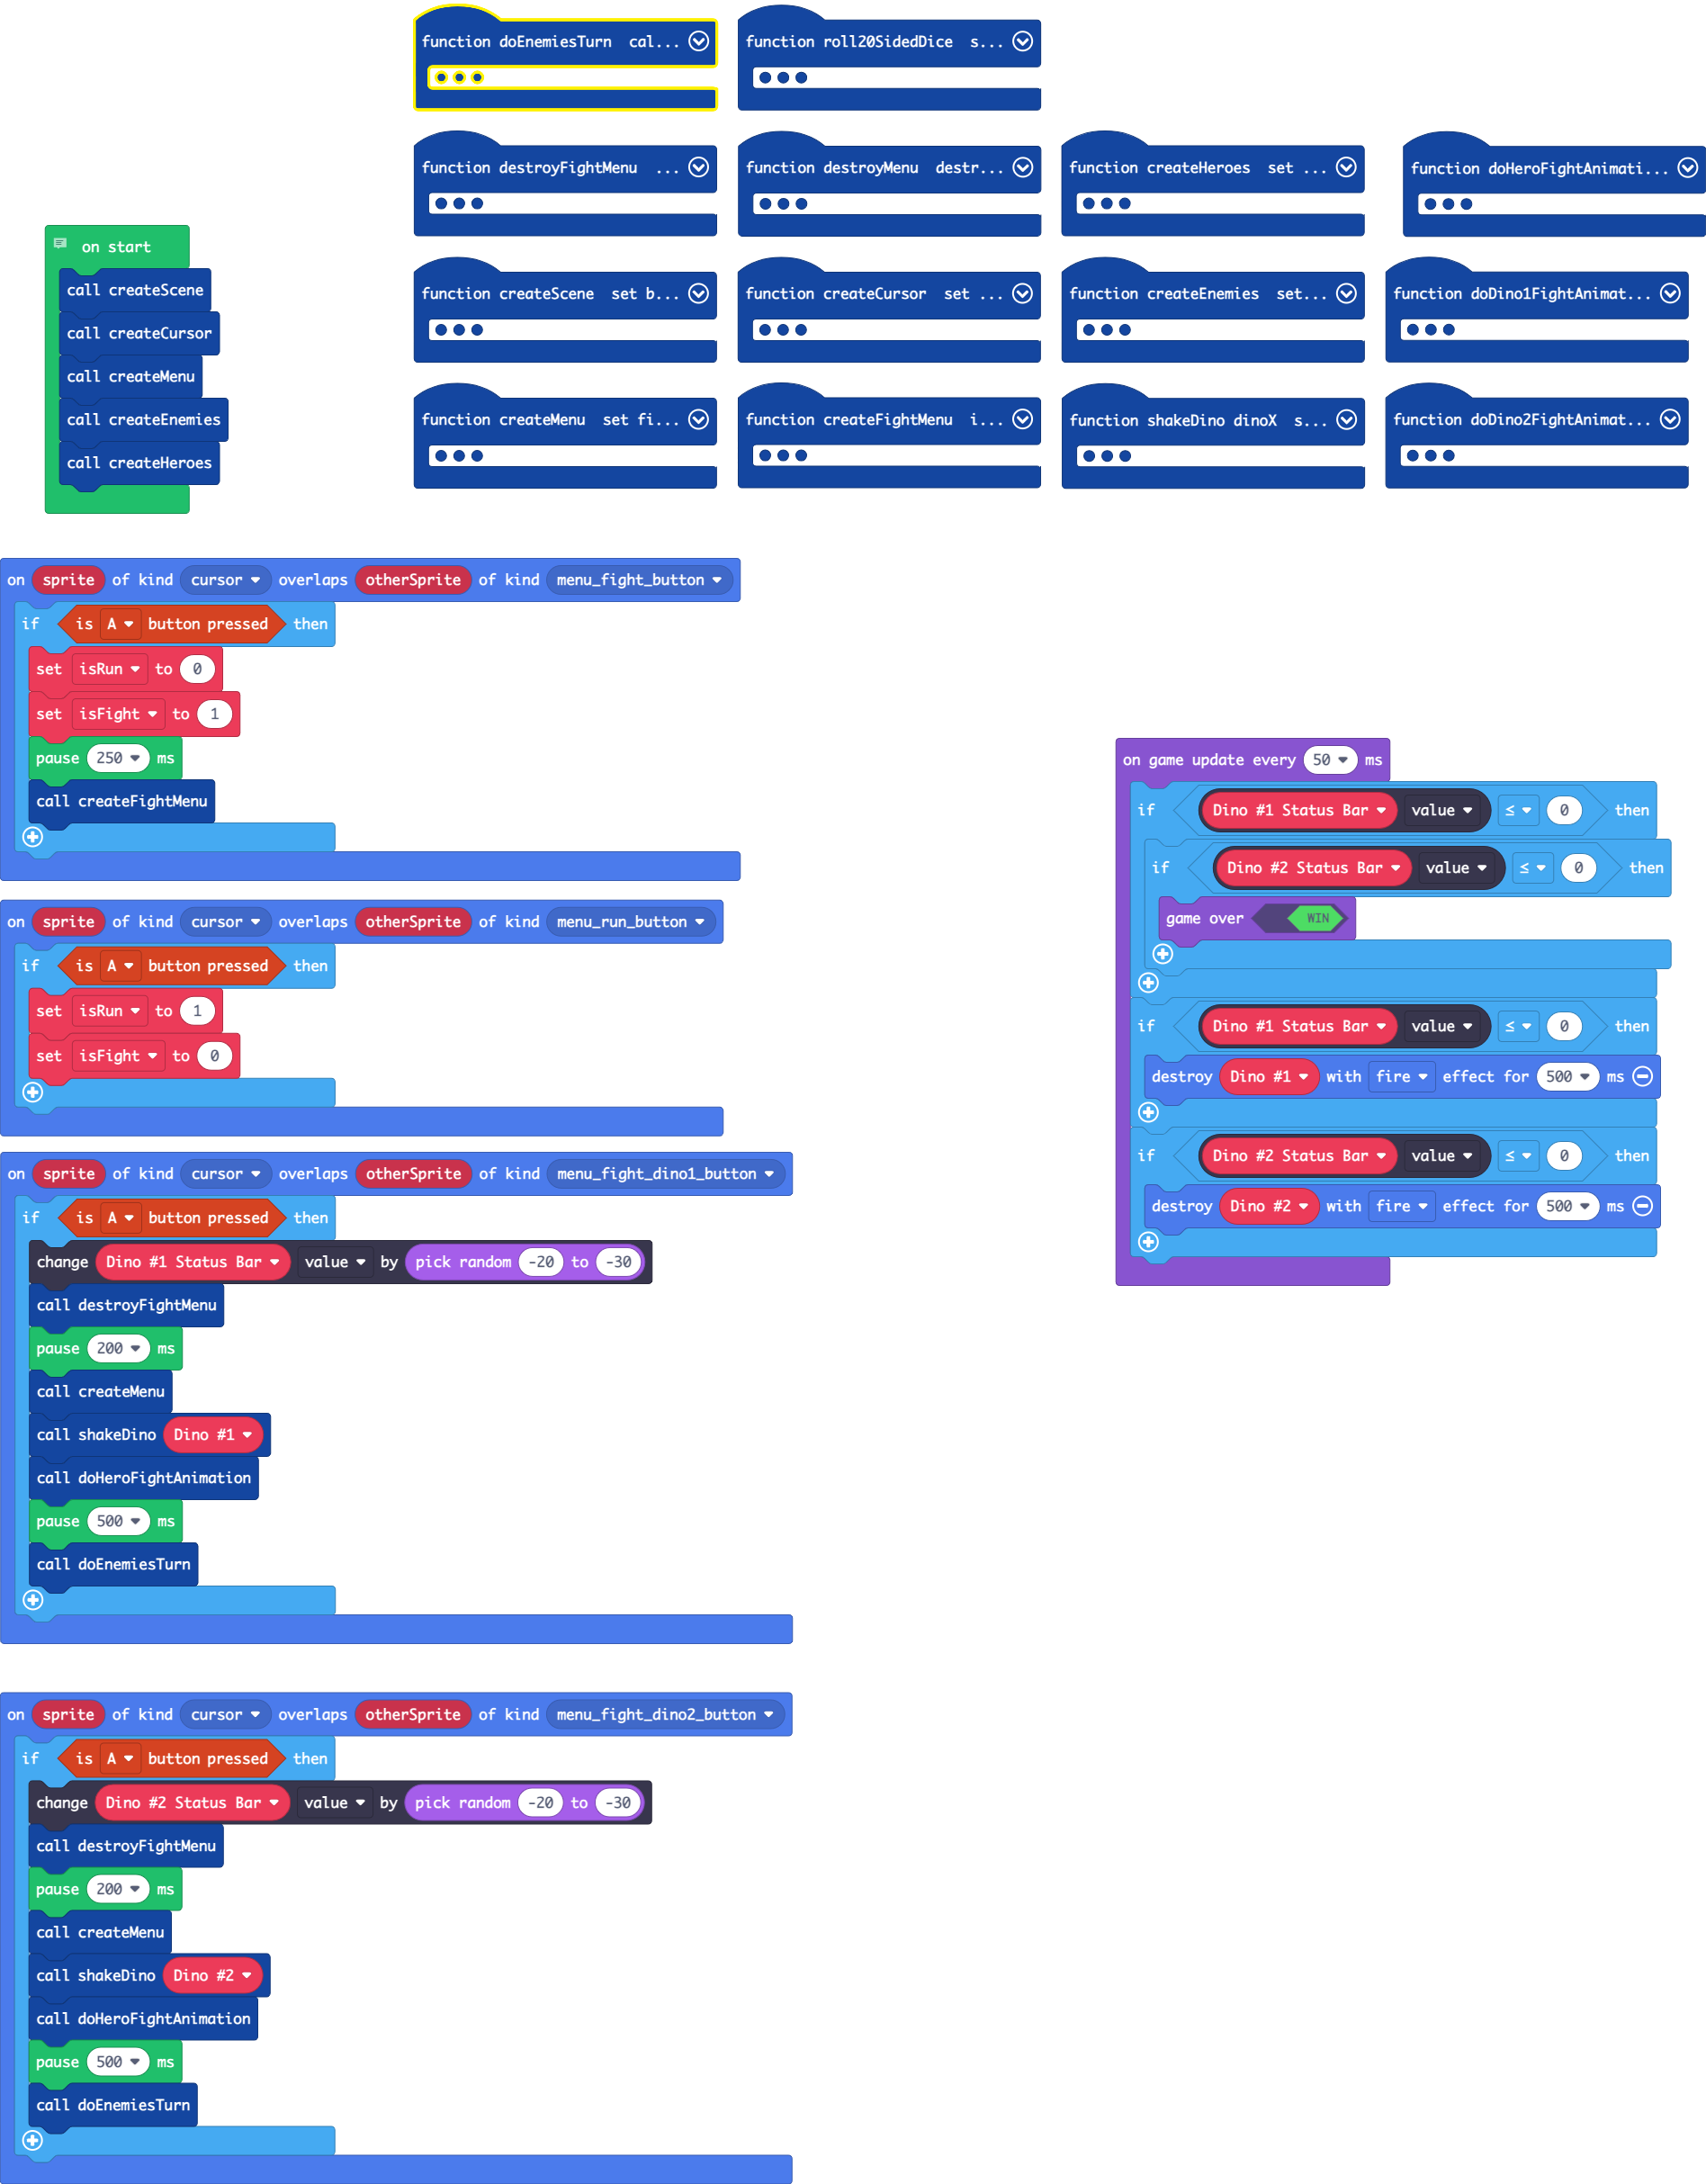 function doEnemiesTurn cal...
function roll20SidedDice s...
function destroyFightMenu ...
function destroyMenu destr...
function createHeroes set ...
function doHeroFightAnimati...
function createScene set b...
function createCursor set ...
function createEnemies set...
function doDino1FightAnimat...
function createMenu set fi...
function createFightMenu i...
function shakeDino dinoX s...
function doDino2FightAnimat...
on start
call createScene
call createCursor
call createMenu
call createEnemies
call createHeroes
on sprite of kind cursor overlaps otherSprite of kind menu_fight_button
if is A button pressed then
set isRun to 0
set isFight to 1
pause 250 ms
call createFightMenu
on sprite of kind cursor overlaps otherSprite of kind menu_run_button
if is A button pressed then
set isRun to 1
set isFight to 0
on sprite of kind cursor overlaps otherSprite of kind menu_fight_dino1_button
if is A button pressed then
change Dino #1 Status Bar value by pick random -20 to -30
call destroyFightMenu
pause 200 ms
call createMenu
call shakeDino Dino #1
call doHeroFightAnimation
pause 500 ms
call doEnemiesTurn
on sprite of kind cursor overlaps otherSprite of kind menu_fight_dino2_button
if is A button pressed then
change Dino #2 Status Bar value by pick random -20 to -30
call destroyFightMenu
pause 200 ms
call createMenu
call shakeDino Dino #2
call doHeroFightAnimation
pause 500 ms
call doEnemiesTurn
on game update every 50 ms
if Dino #1 Status Bar value ≤ 0 then
if Dino #2 Status Bar value ≤ 0 then
game over WIN
if Dino #1 Status Bar value ≤ 0 then
destroy Dino #1 with fire effect for 500 ms
if Dino #2 Status Bar value ≤ 0 then
destroy Dino #2 with fire effect for 500 ms